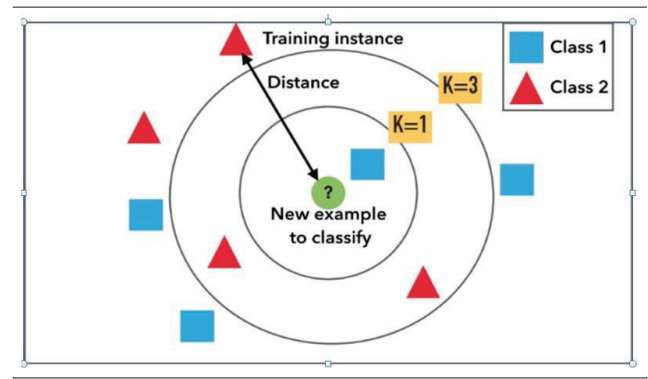 Training instance
Class 1
Class 2
Distance
K=3
K=1
?
New example
to classify